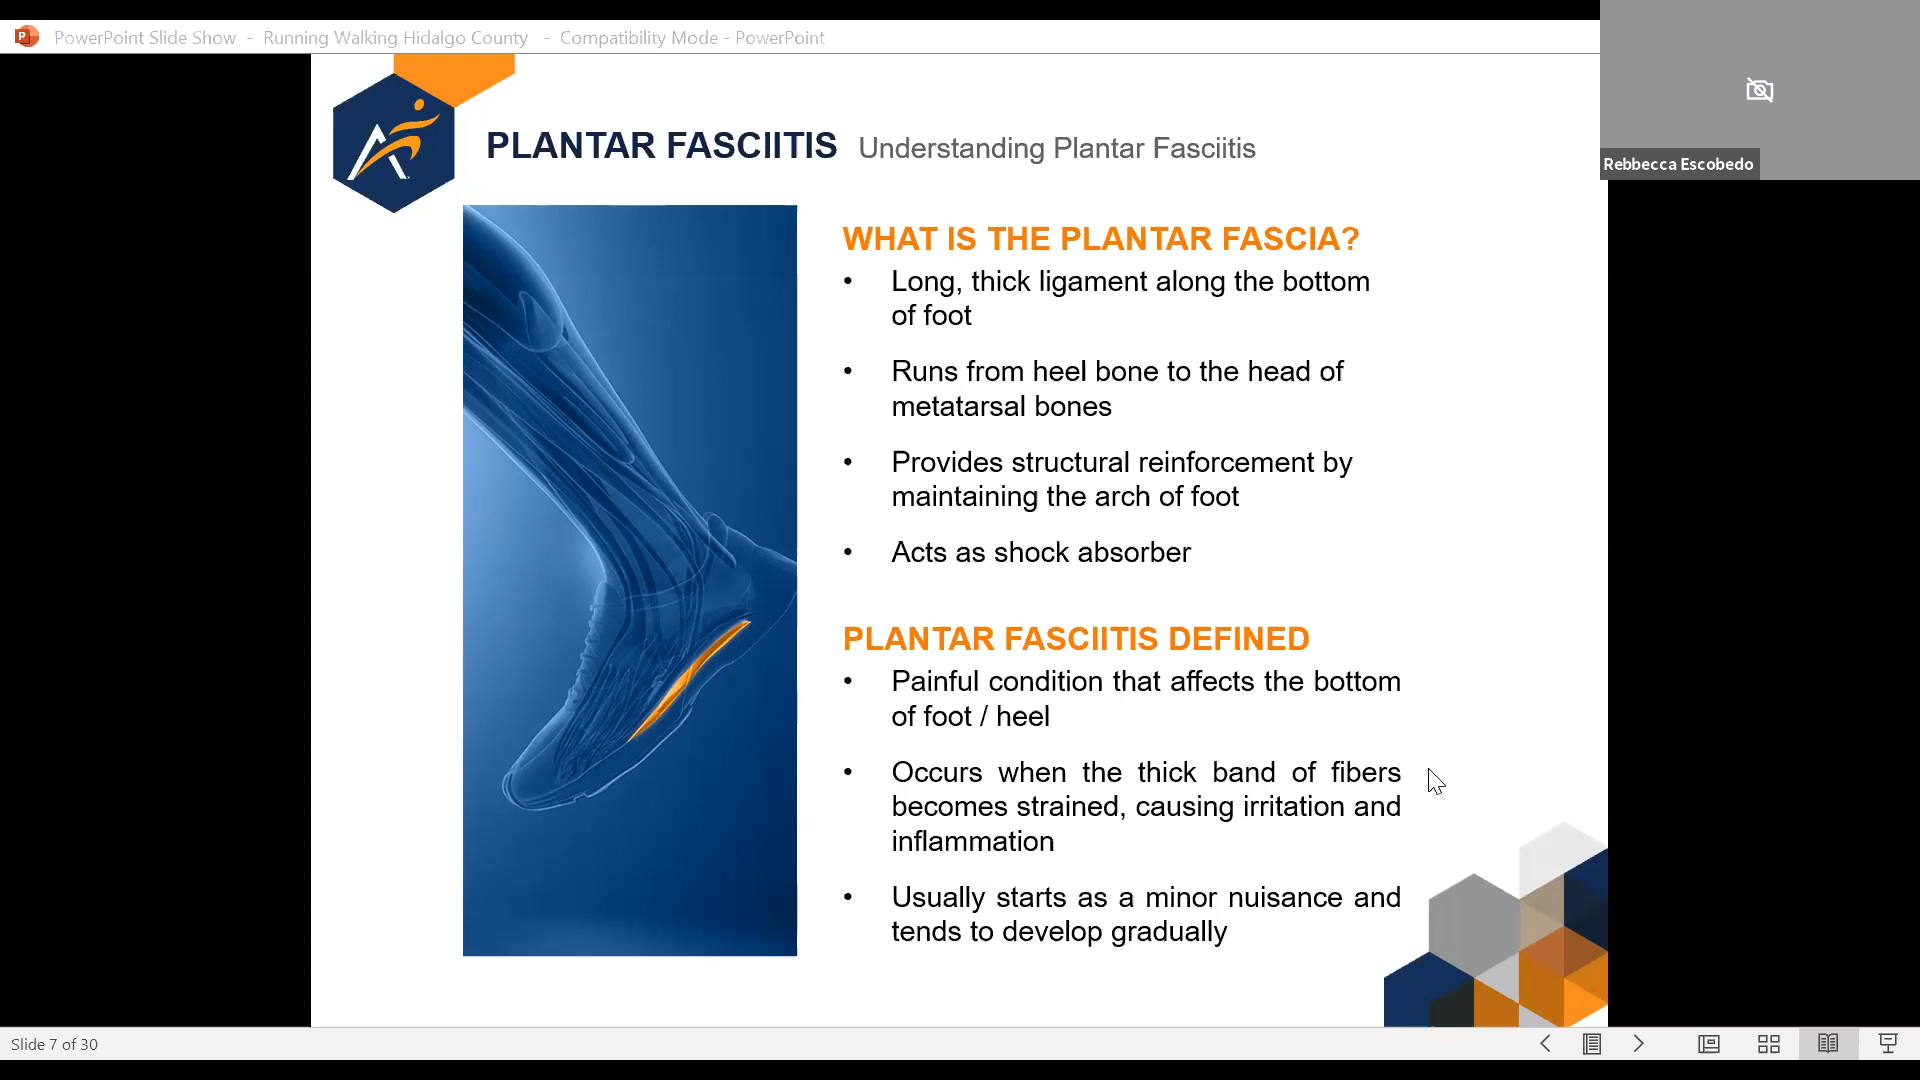 PowerPoint Slide Show - Running Walking Hidalgo County - Compatibility Mode - PowerPoint
Rebbecca Escobedo
PLANTAR FASCIITIS Understanding Plantar Fasciitis
WHAT IS THE PLANTAR FASCIA?
• Long, thick ligament along the bottom
of foot
• Runs from heel bone to the head of
metatarsal bones
• Provides structural reinforcement by
maintaining the arch of foot
• Acts as shock absorber
PLANTAR FASCIITIS DEFINED
• Painful condition that affects the bottom
of foot / heel
• Occurs when the thick band of fibers
becomes strained, causing irritation and
inflammation
• Usually starts as a minor nuisance and
tends to develop gradually
Slide 7 of 30